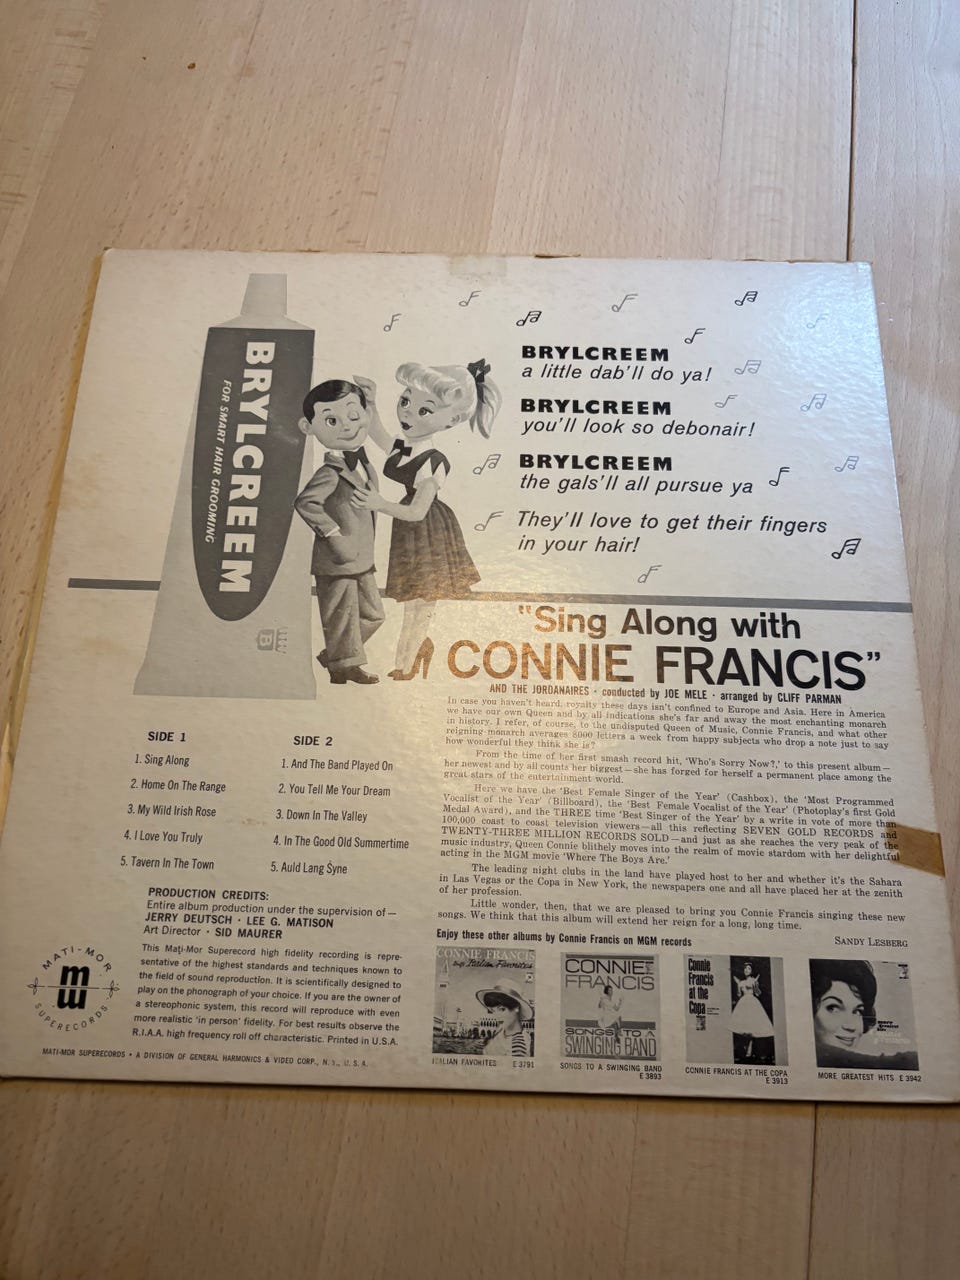 BRYLCREEM
FOR SMART HAIR GROOMING
B
BRYLCREEM
a little dab'll do ya!
BRYLCREEM
you'll look so debonair!
BRYLCREEM
the gals'll all pursue ya
They'll love to get their fingers
in your hair!
"Sing Along with
CONNIE FRANCIS"
AND THE JORDANAIRES · conducted by JOE MELE · arranged by CLIFF PARMAN
In case you haven't heard, royalty these days isn't confined to Europe and Asia. Here in America
we have our own Queen and by all indications she's far and away the most enchanting monarch
in history. I refer, of course, to the undisputed Queen of Music, Connie Francis, and what other
reigning monarch averages 8000 letters a week from happy subjects who drop a note just to say
how wonderful they think she is?
From the time of her first smash record hit, 'Who's Sorry Now?,' to this present album—
her newest and by all counts her biggest—she has forged for herself a permanent place among the
great stars of the entertainment world.
Here we have the 'Best Female Singer of the Year' (Cashbox), the 'Most Programmed
Vocalist of the Year' (Billboard), the 'Best Female Vocalist of the Year' (Photoplay's first Gold
Medal Award), and the THREE time 'Best Singer of the Year' by a write in vote of more than
100,000 coast to coast television viewers—all this reflecting SEVEN GOLD RECORDS and
TWENTY-THREE MILLION RECORDS SOLD—and just as she reaches the very peak of the
music industry, Queen Connie blithely moves into the realm of movie stardom with her delightful
acting in the MGM movie 'Where The Boys Are.'
The leading night clubs in the land have played host to her and whether it's the Sahara
in Las Vegas or the Copa in New York, the newspapers one and all have placed her at the zenith
of her profession.
Little wonder, then, that we are pleased to bring you Connie Francis singing these new
songs. We think that this album will extend her reign for a long, long time.
SANDY LESBERG
SIDE 1
1. Sing Along
2. Home On The Range
3. My Wild Irish Rose
4. I Love You Truly
5. Tavern In The Town
SIDE 2
1. And The Band Played On
2. You Tell Me Your Dream
3. Down In The Valley
4. In The Good Old Summertime
5. Auld Lang Syne
PRODUCTION CREDITS:
Entire album production under the supervision of—
JERRY DEUTSCH · LEE G. MATISON
Art Director · SID MAURER
MATI-MOR
mm
SUPERECORDS
This Mati-Mor Superecord high fidelity recording is repre-
sentative of the highest standards and techniques known to
the field of sound reproduction. It is scientifically designed to
play on the phonograph of your choice. If you are the owner of
a stereophonic system, this record will reproduce with even
more realistic 'in person' fidelity. For best results observe the
R.I.A.A. high frequency roll off characteristic. Printed in U.S.A.
MATI-MOR SUPERECORDS · A DIVISION OF GENERAL HARMONICS & VIDEO CORP., N.Y., U.S.A.
Enjoy these other albums by Connie Francis on MGM records
CONNIE FRANCIS
sings Italian Favorites
ITALIAN FAVORITES E 3791
CONNIE
FRANCIS
SONGS TO A
SWINGING BAND
SONGS TO A SWINGING BAND
E 3893
Connie
Francis
at the
Copa
CONNIE FRANCIS AT THE COPA
E 3913
more
greatest
hits
MORE GREATEST HITS E 3942